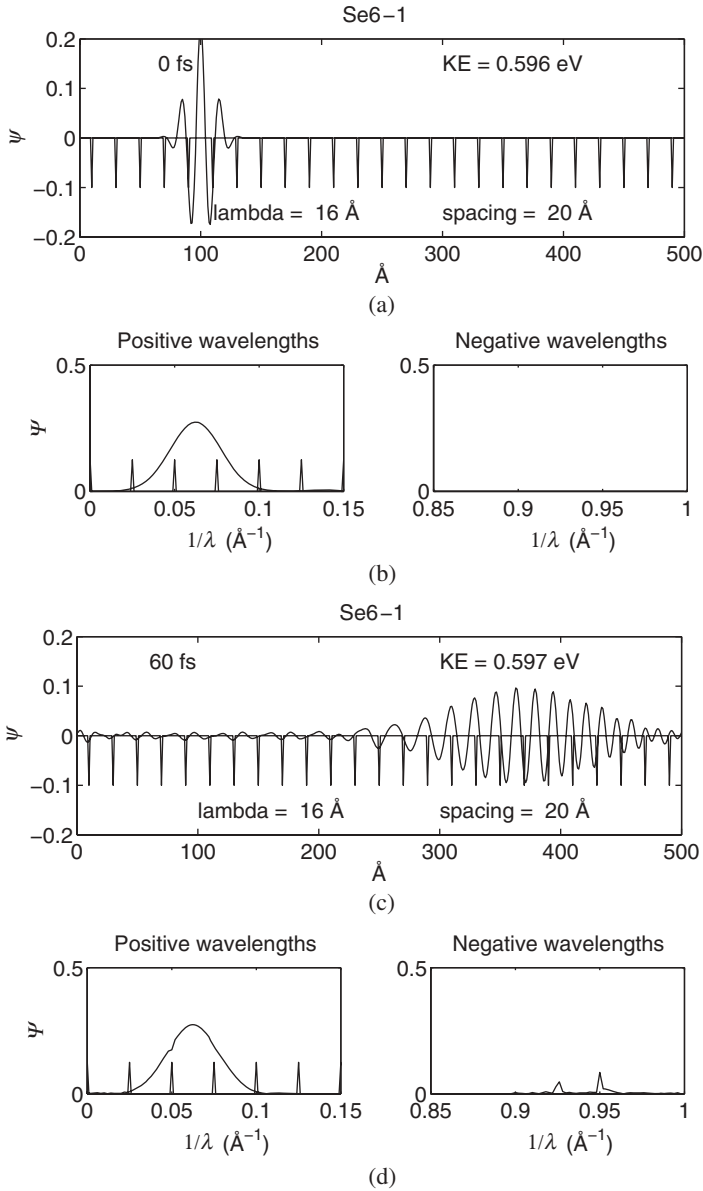 Se6−1
0.2
0.1
0
−0.1
−0.2
ψ
0 fs
KE = 0.596 eV
lambda = 16 Å
spacing = 20 Å
0 100 200 300 400 500
Å
(a)
Positive wavelengths
Negative wavelengths
0.5
0
Ψ
0 0.05 0.1 0.15
1/λ (Å⁻¹)
0.5
0
0.85 0.9 0.95 1
1/λ (Å⁻¹)
(b)
Se6−1
0.2
0.1
0
−0.1
−0.2
ψ
60 fs
KE = 0.597 eV
lambda = 16 Å
spacing = 20 Å
0 100 200 300 400 500
Å
(c)
Positive wavelengths
Negative wavelengths
0.5
0
Ψ
0 0.05 0.1 0.15
1/λ (Å⁻¹)
0.5
0
0.85 0.9 0.95 1
1/λ (Å⁻¹)
(d)